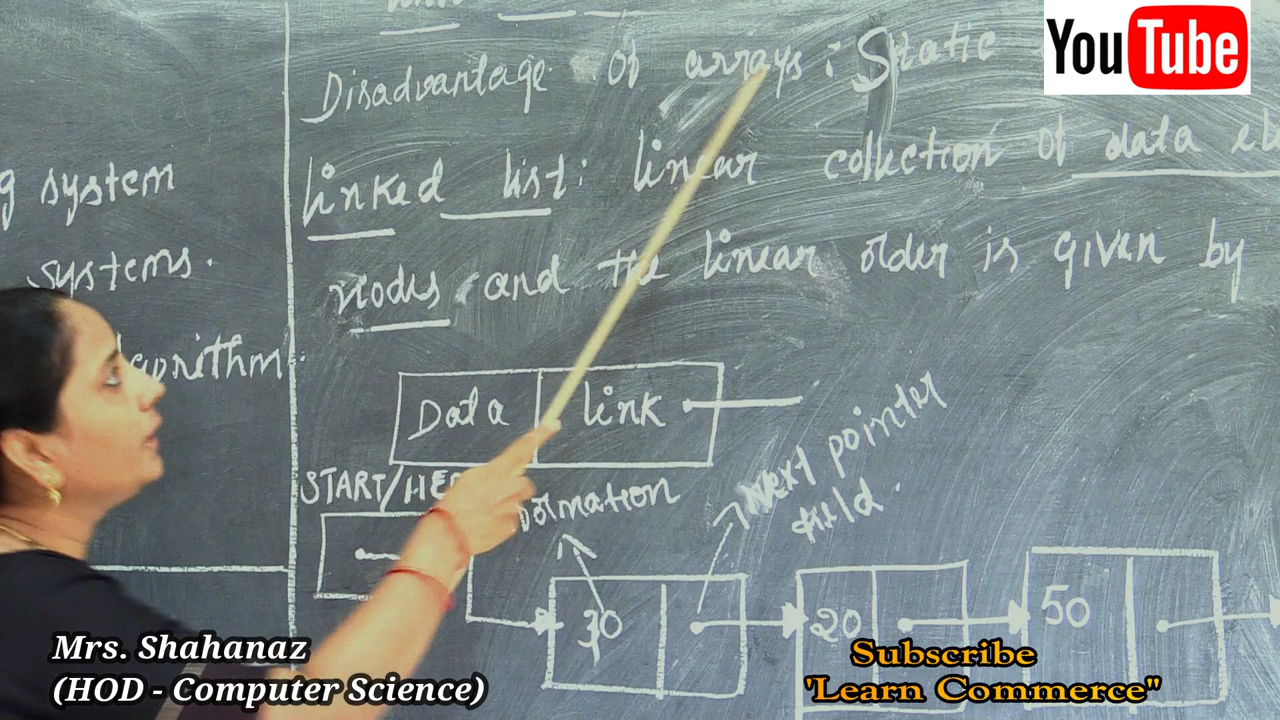 YouTube
Disadvantage of arrays : Static
g system
Linked list : linear collection of data el
systems.
nodes and the linear order is given by
algorithm.
Data link
START/HE
ormation
Next pointer
field.
30 20 50
Mrs. Shahanaz
(HOD - Computer Science)
Subscribe
'Learn Commerce"